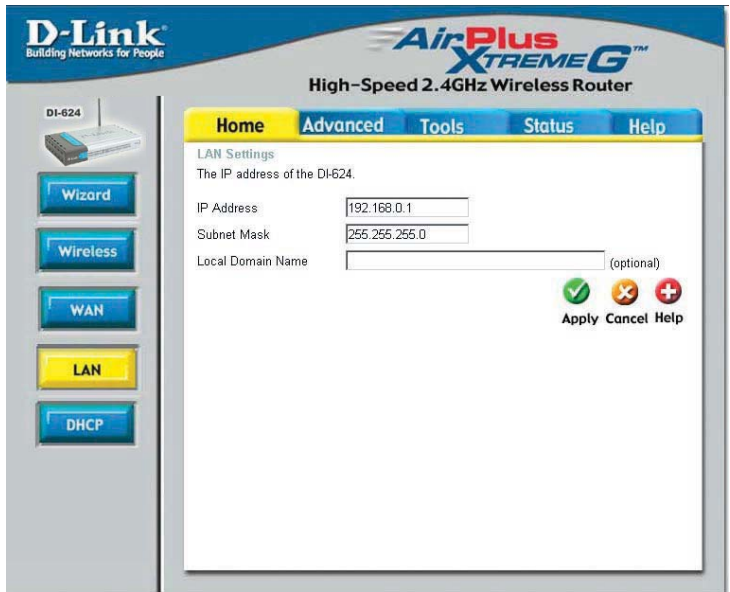 D-Link
Building Networks for People
AirPlus
XTREME G™
High-Speed 2.4GHz Wireless Router
DI-624
Home Advanced Tools Status Help
LAN Settings
The IP address of the DI-624.
IP Address 192.168.0.1
Subnet Mask 255.255.255.0
Local Domain Name (optional)
Apply Cancel Help
Wizard
Wireless
WAN
LAN
DHCP